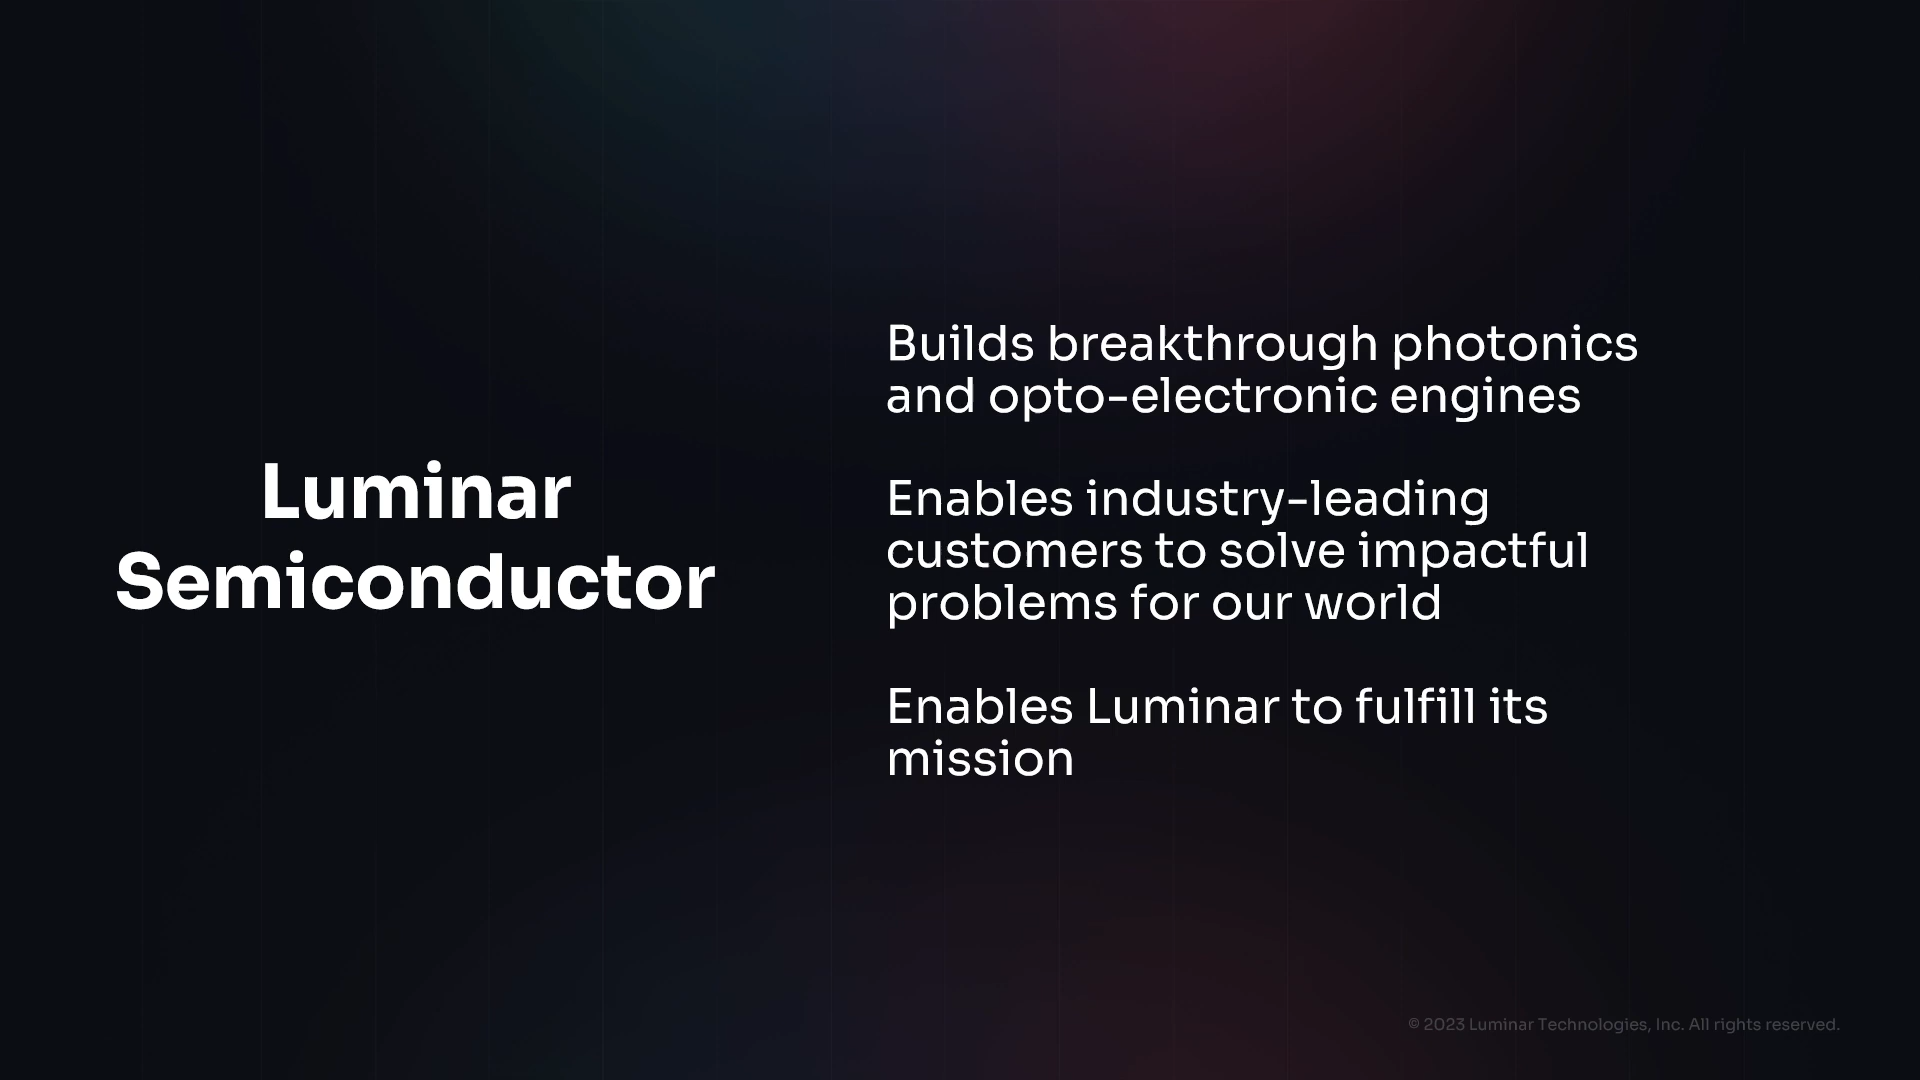 Luminar
Semiconductor
Builds breakthrough photonics
and opto-electronic engines
Enables industry-leading
customers to solve impactful
problems for our world
Enables Luminar to fulfill its
mission
© 2023 Luminar Technologies, Inc. All rights reserved.